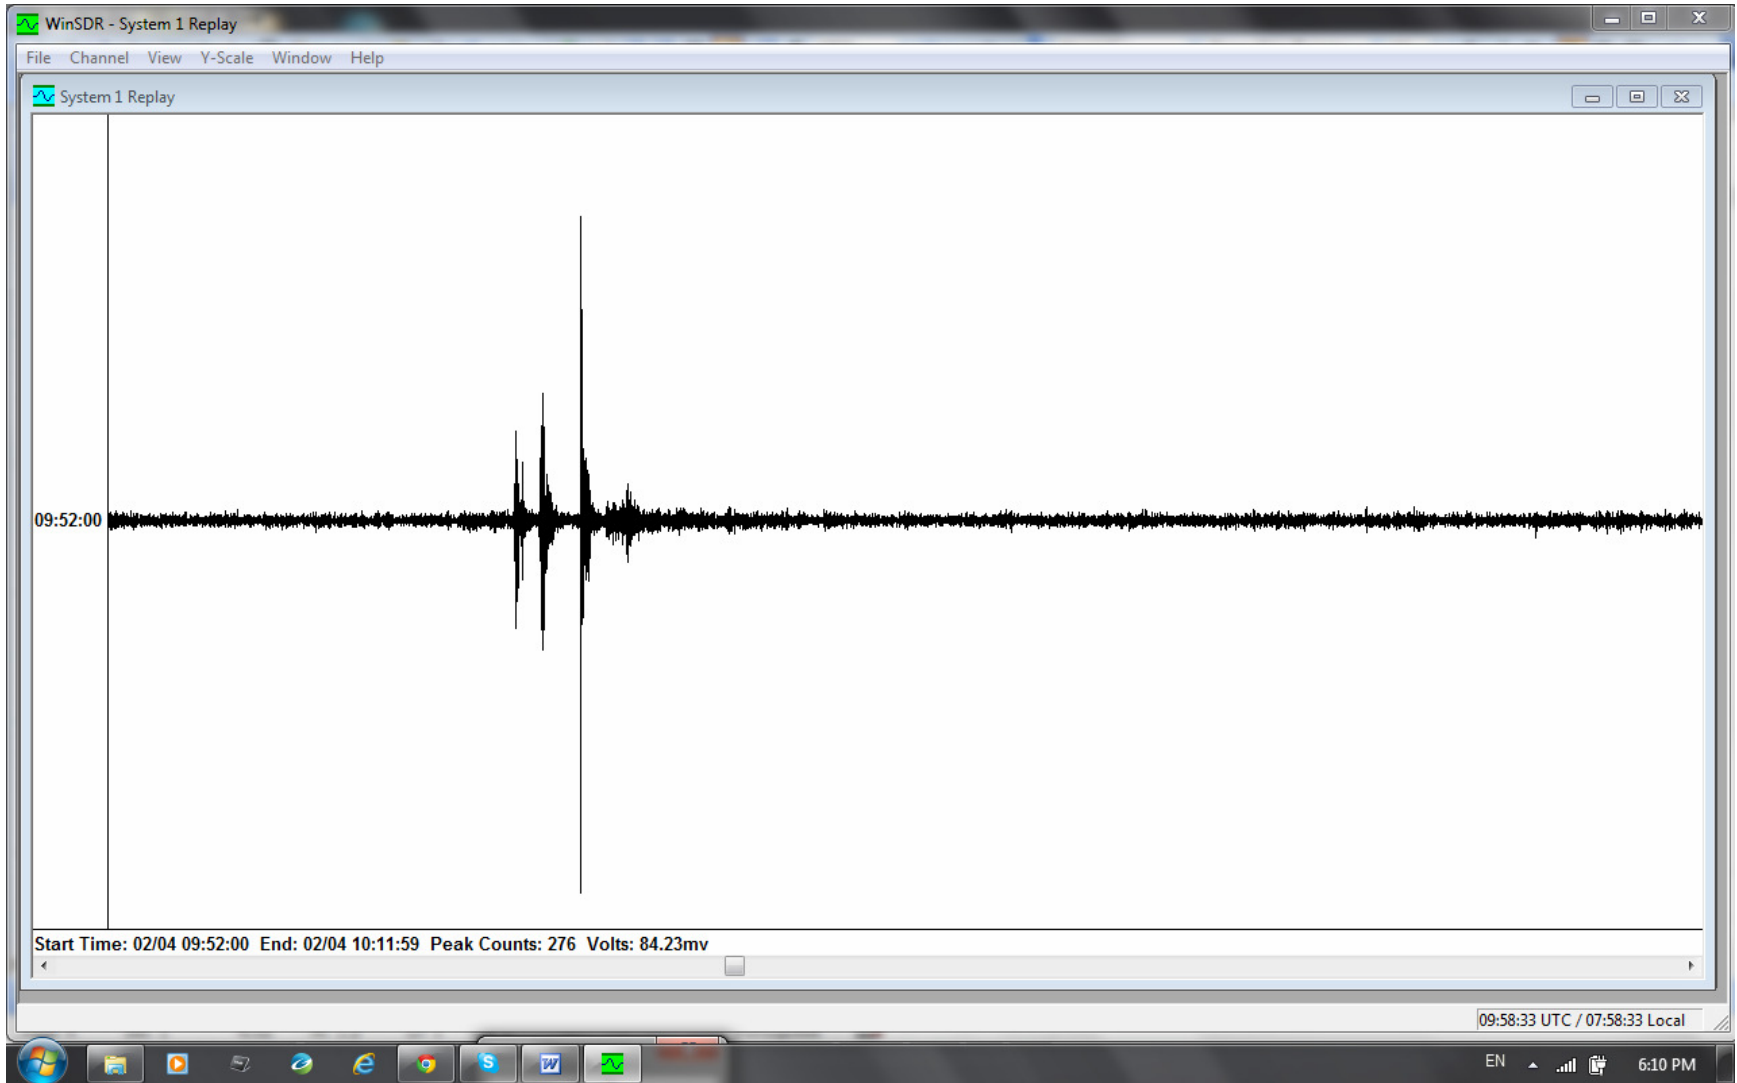 WinSDR - System 1 Replay
File Channel View Y-Scale Window Help
System 1 Replay
09:52:00
Start Time: 02/04 09:52:00 End: 02/04 10:11:59 Peak Counts: 276 Volts: 84.23mv
09:58:33 UTC / 07:58:33 Local
EN 6:10 PM